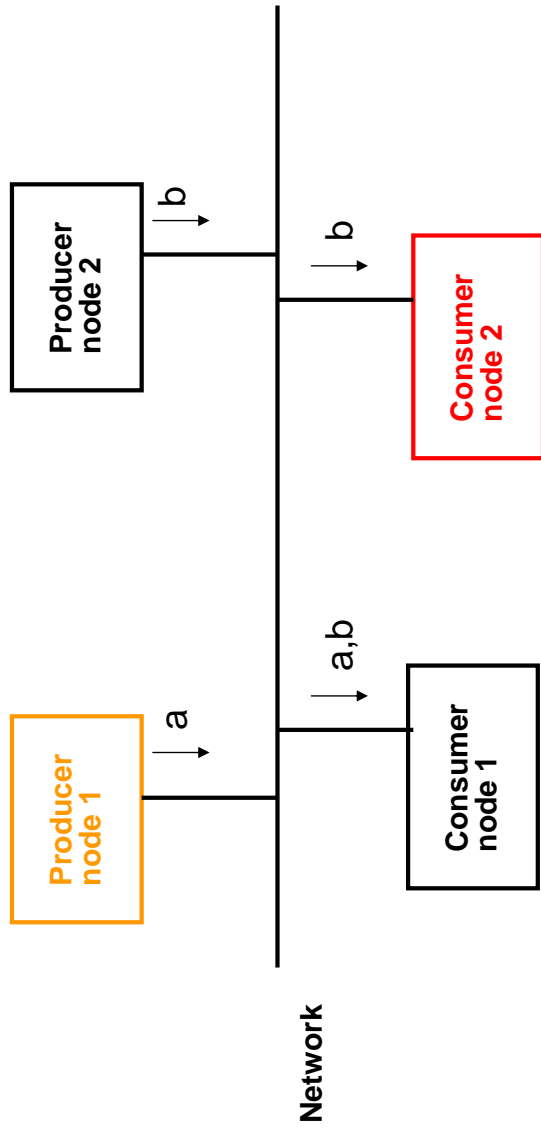 Producer
node 1
Producer
node 2
a
b
Network
a,b
b
Consumer
node 1
Consumer
node 2